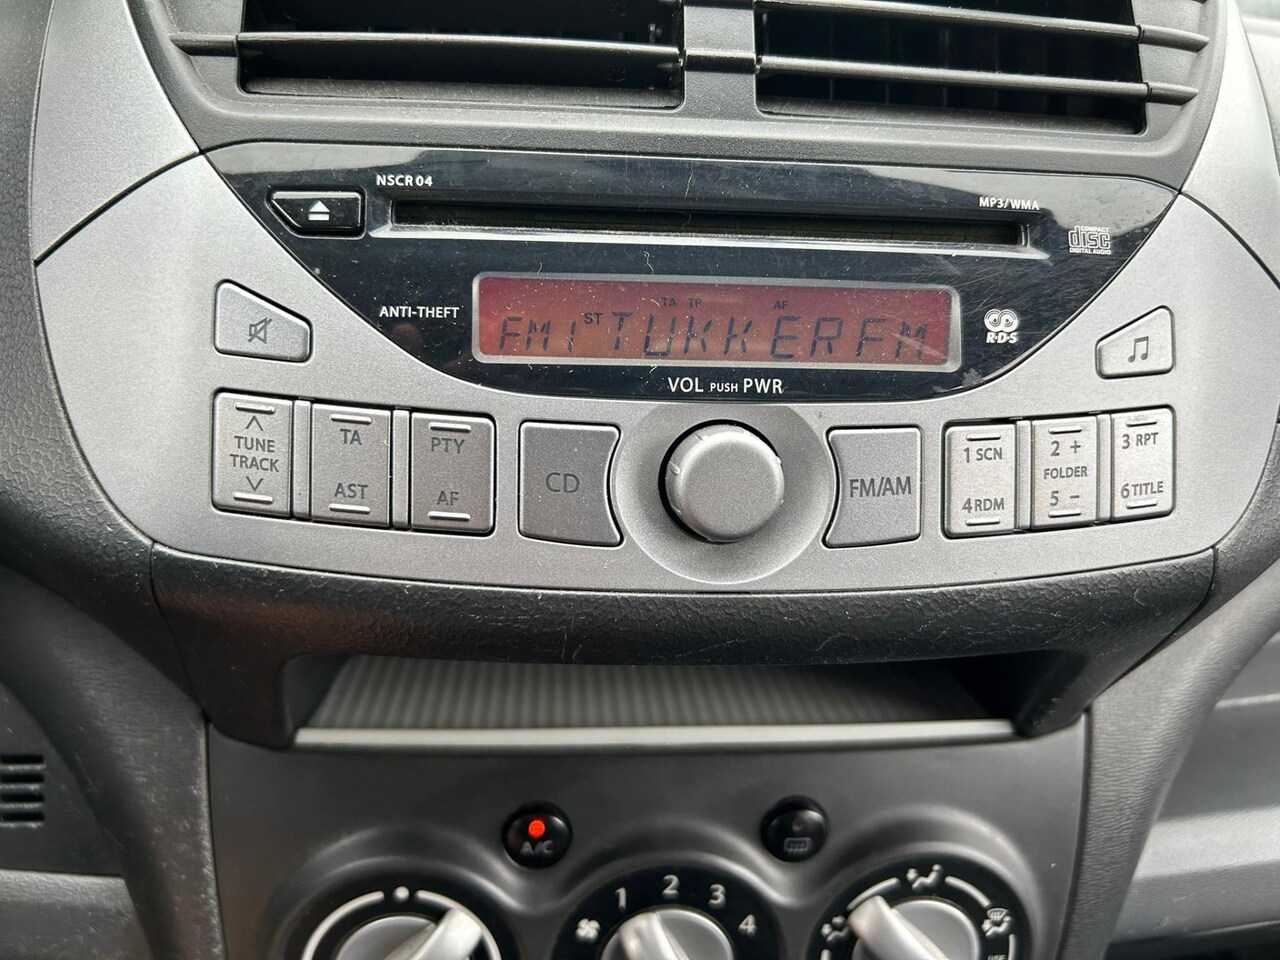 NSCR04
MP3/WMA
COMPACT
disc
DIGITAL AUDIO
ANTI-THEFT
TA TP AF
FM1 ST TUKKERFM
R·D·S
VOL PUSH PWR
TUNE
TRACK
TA
AST
PTY
AF
CD
FM/AM
1 SCN
4 RDM
2 +
FOLDER
5 −
3 RPT
6 TITLE
A/C
1 2 3 4